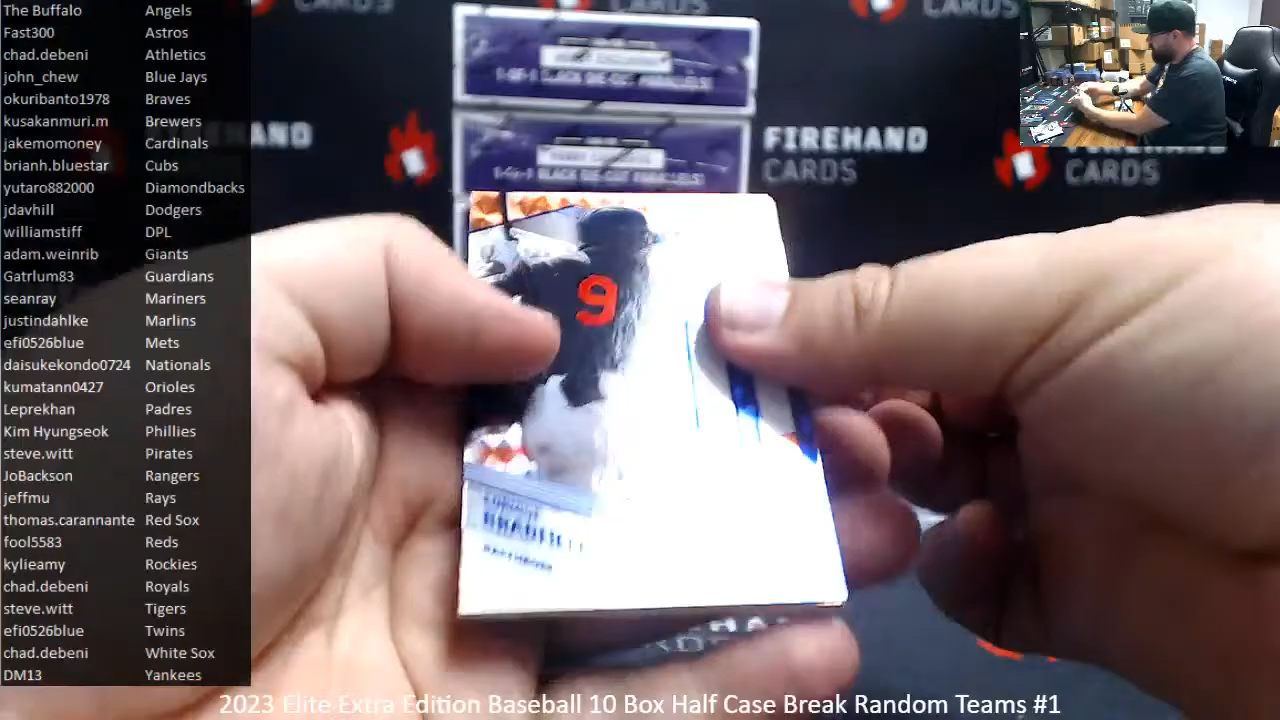 The Buffalo Angels
Fast300 Astros
chad.debeni Athletics
john_chew Blue Jays
okuribanto1978 Braves
kusakanmuri.m Brewers
jakemomoney Cardinals
brianh.bluestar Cubs
yutaro882000 Diamondbacks
jdavhill Dodgers
williamstiff DPL
adam.weinrib Giants
Gatrlum83 Guardians
seanray Mariners
justindahlke Marlins
efi0526blue Mets
daisukekondo0724 Nationals
kumatann0427 Orioles
Leprekhan Padres
Kim Hyungseok Phillies
steve.witt Pirates
JoBackson Rangers
jeffmu Rays
thomas.carannante Red Sox
fool5583 Reds
kylieamy Rockies
chad.debeni Royals
steve.witt Tigers
efi0526blue Twins
chad.debeni White Sox
DM13 Yankees
CARDS
CARDS
FIREHAND
CARDS
CARDS
9
2023 Elite Extra Edition Baseball 10 Box Half Case Break Random Teams #1